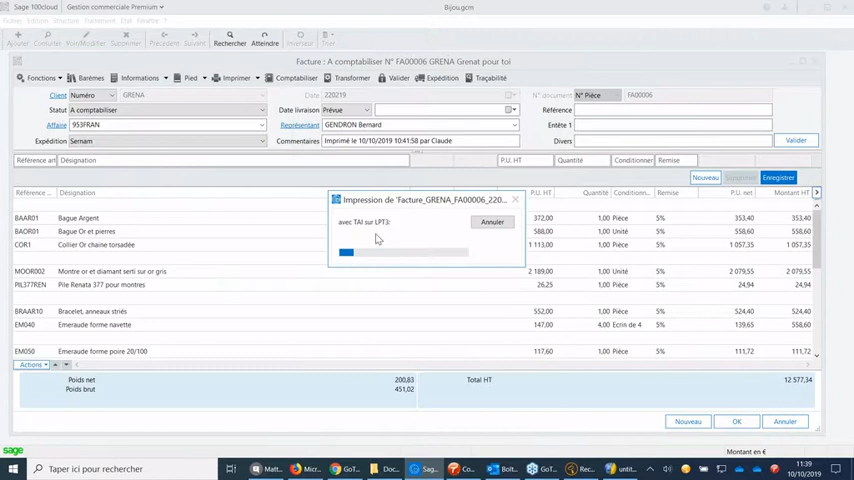 Sage 100cloud Gestion commerciale Premium Bijou.gcm
Fichier Edition Structure Traitement Etat Fenêtre ?
Ajouter Consulter Voir/Modifier Supprimer Précédent Suivant Rechercher Atteindre Inverseur Trier
Facture : A comptabiliser N° FA00006 GRENA Grenat pour toi
Fonctions Barèmes Informations Pied Imprimer Comptabiliser Transformer Valider Expédition Traçabilité
Client Numéro GRENA Date 220219 N° document N° Pièce FA00006
Statut A comptabiliser Date livraison Prévue Référence
Affaire 953FRAN Représentant GENDRON Bernard Entête 1
Expédition Sernam Commentaires Imprimé le 10/10/2019 10:41:58 par Claude Divers Valider
Référence art Désignation P.U. HT Quantité Conditionner Remise
Nouveau Supprimer Enregistrer
Référence ... Désignation P.U. HT Quantité Conditionn... Remise P.U. net Montant HT
Impression de 'Facture_GRENA_FA00006_220...
avec TAI sur LPT3:
Annuler
BAAR01 Bague Argent 372,00 1,00 Pièce 5% 353,40 353,40
BAOR01 Bague Or et pierres 588,00 1,00 Unité 5% 558,60 558,60
COR1 Collier Or chaine torsadée 1 113,00 1,00 Pièce 5% 1 057,35 1 057,35
MOOR002 Montre or et diamant serti sur or gris 2 189,00 1,00 Pièce 5% 2 079,55 2 079,55
PIL377REN Pile Renata 377 pour montres 26,25 1,00 Pièce 5% 24,94 24,94
BRAAR10 Bracelet, anneaux striés 552,00 1,00 Pièce 5% 524,40 524,40
EM040 Emeraude forme navette 147,00 4,00 Ecrin de 4 5% 139,65 558,60
EM050 Emeraude forme poire 20/100 117,60 1,00 Unité 5% 111,72 111,72
Actions
Poids net 200,83 Total HT 12 577,34
Poids brut 451,02
Nouveau OK Annuler
sage Montant en €
Taper ici pour rechercher Matt... Micr... GoT... Doc... Sag... Co... Boît... GoT... Rec... untit... 11:39
10/10/2019